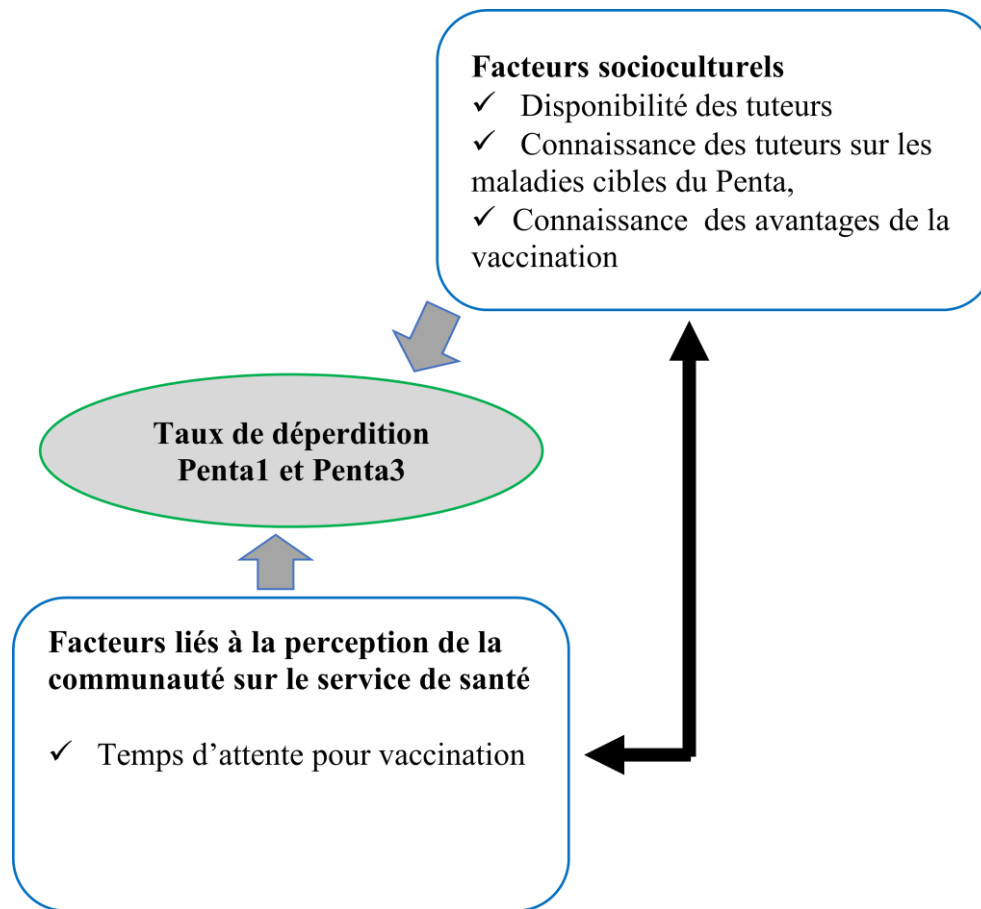 Facteurs socioculturels
✓ Disponibilité des tuteurs
✓ Connaissance des tuteurs sur les
maladies cibles du Penta,
✓ Connaissance des avantages de la
vaccination
Taux de déperdition
Penta1 et Penta3
Facteurs liés à la perception de la
communauté sur le service de santé
✓ Temps d’attente pour vaccination